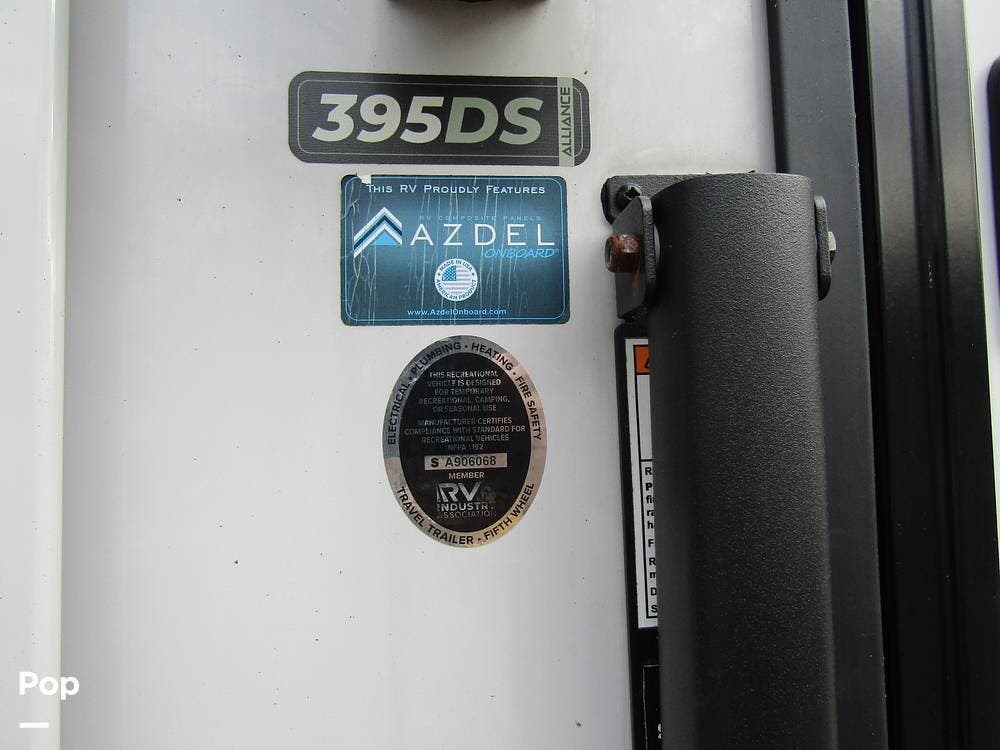 395DS
ALLIANCE
THIS RV PROUDLY FEATURES
RV COMPOSITE PANELS
AZDEL
ONBOARD
MADE IN USA
AMERICAN PRODUCT
www.AzdelOnboard.com
ELECTRICAL · PLUMBING · HEATING · FIRE SAFETY
THIS RECREATIONAL
VEHICLE IS DESIGNED
FOR TEMPORARY
RECREATIONAL, CAMPING,
OR SEASONAL USE
MANUFACTURER CERTIFIES
COMPLIANCE WITH STANDARD FOR
RECREATIONAL VEHICLES
NFPA 1192
S A906068
MEMBER
RV
INDUSTRY
ASSOCIATION
TRAVEL TRAILER - FIFTH WHEEL
Pop